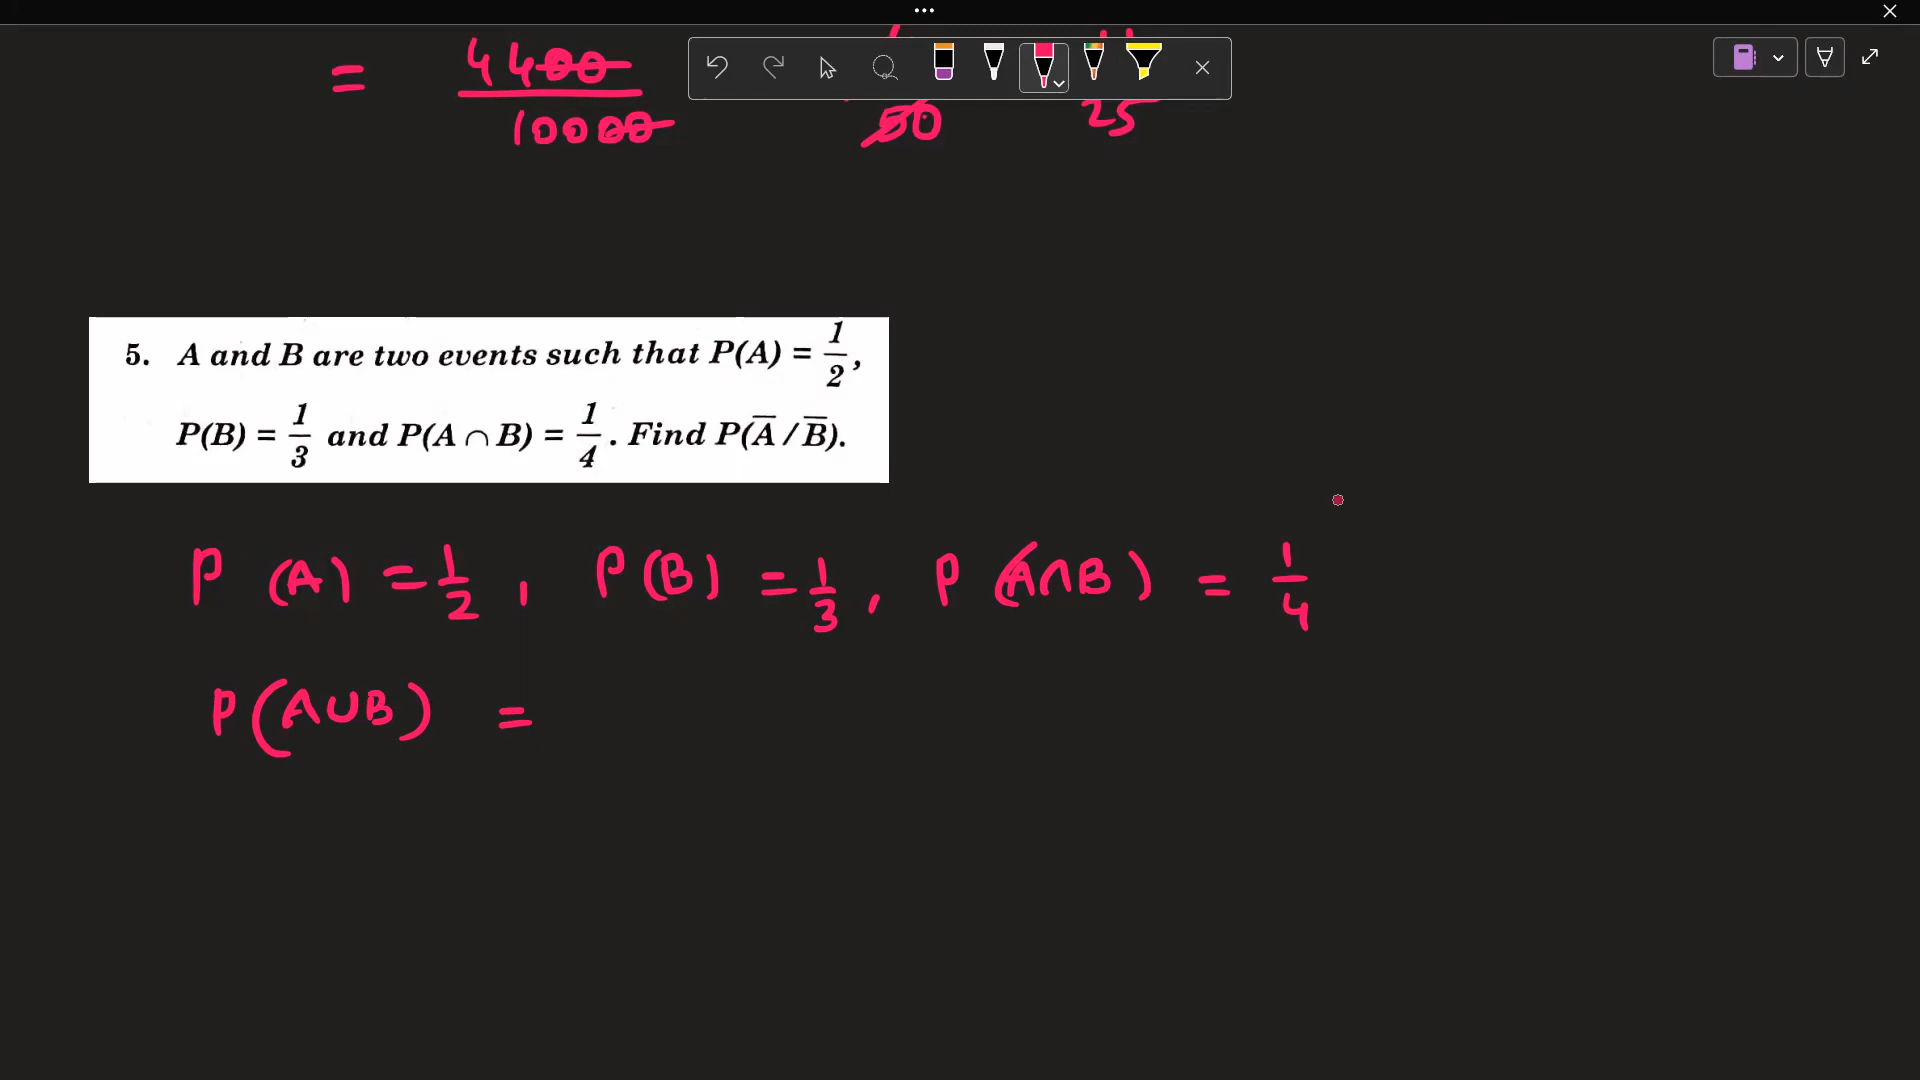 = 4400/10000 50 25
5. A and B are two events such that P(A) = 1/2,
P(B) = 1/3 and P(A ∩ B) = 1/4. Find P(A̅/B̅).
P(A) = 1/2, P(B) = 1/3, P(A∩B) = 1/4
P(A∪B) =